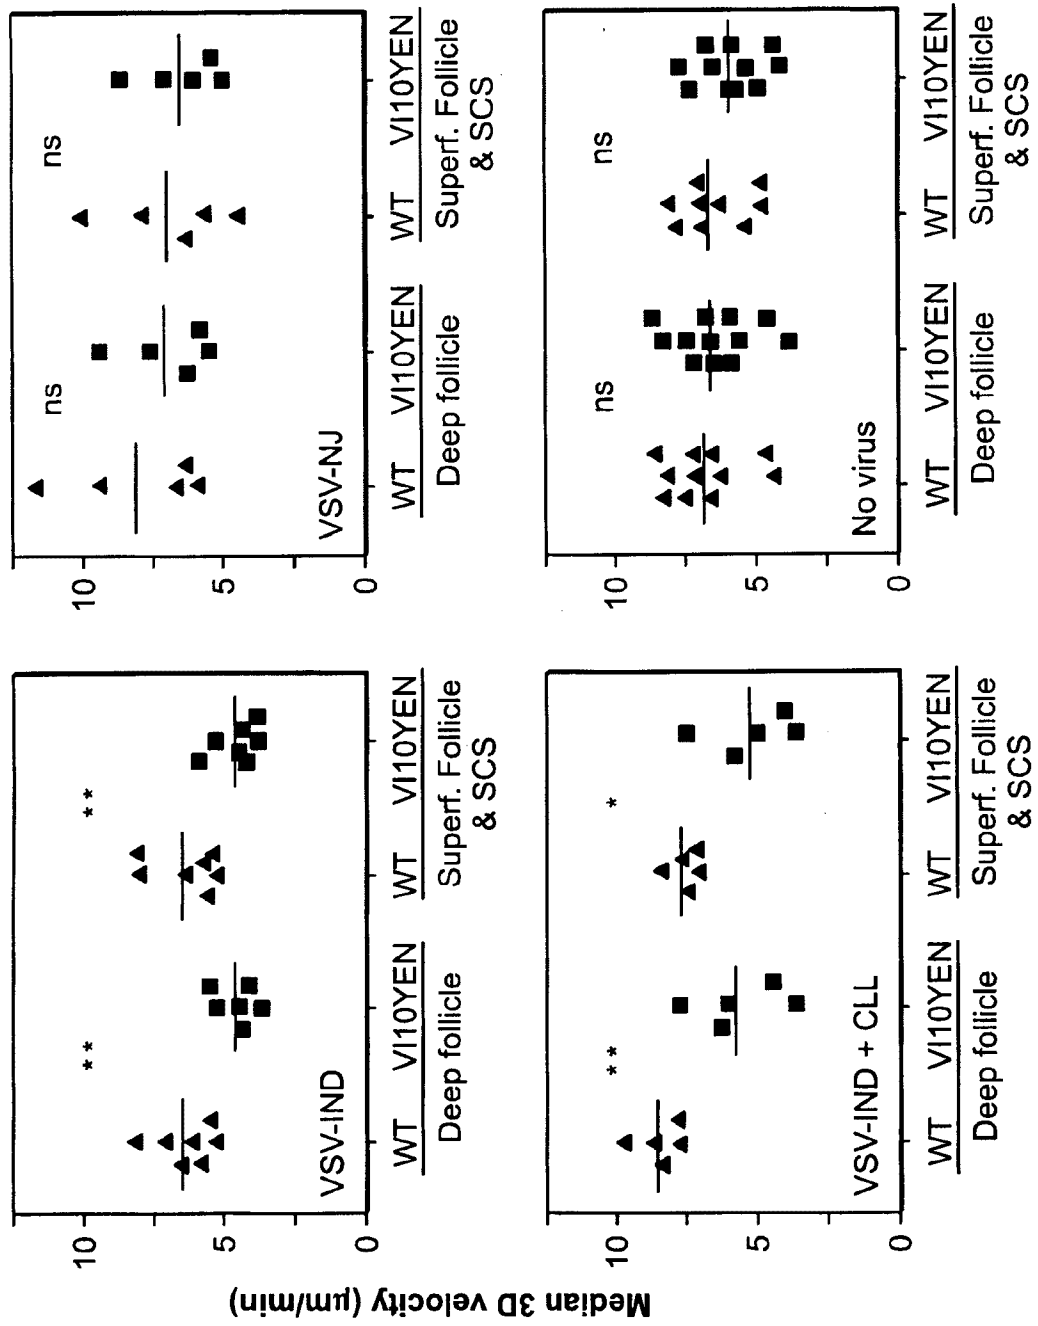 Median 3D velocity (μm/min)
10
5
0
VSV-IND
**
**
WT VI10YEN WT VI10YEN
Deep follicle Superf. Follicle
& SCS
10
5
0
VSV-NJ
ns
ns
WT VI10YEN WT VI10YEN
Deep follicle Superf. Follicle
& SCS
10
5
0
VSV-IND + CLL
**
*
WT VI10YEN WT VI10YEN
Deep follicle Superf. Follicle
& SCS
10
5
0
No virus
ns
ns
WT VI10YEN WT VI10YEN
Deep follicle Superf. Follicle
& SCS